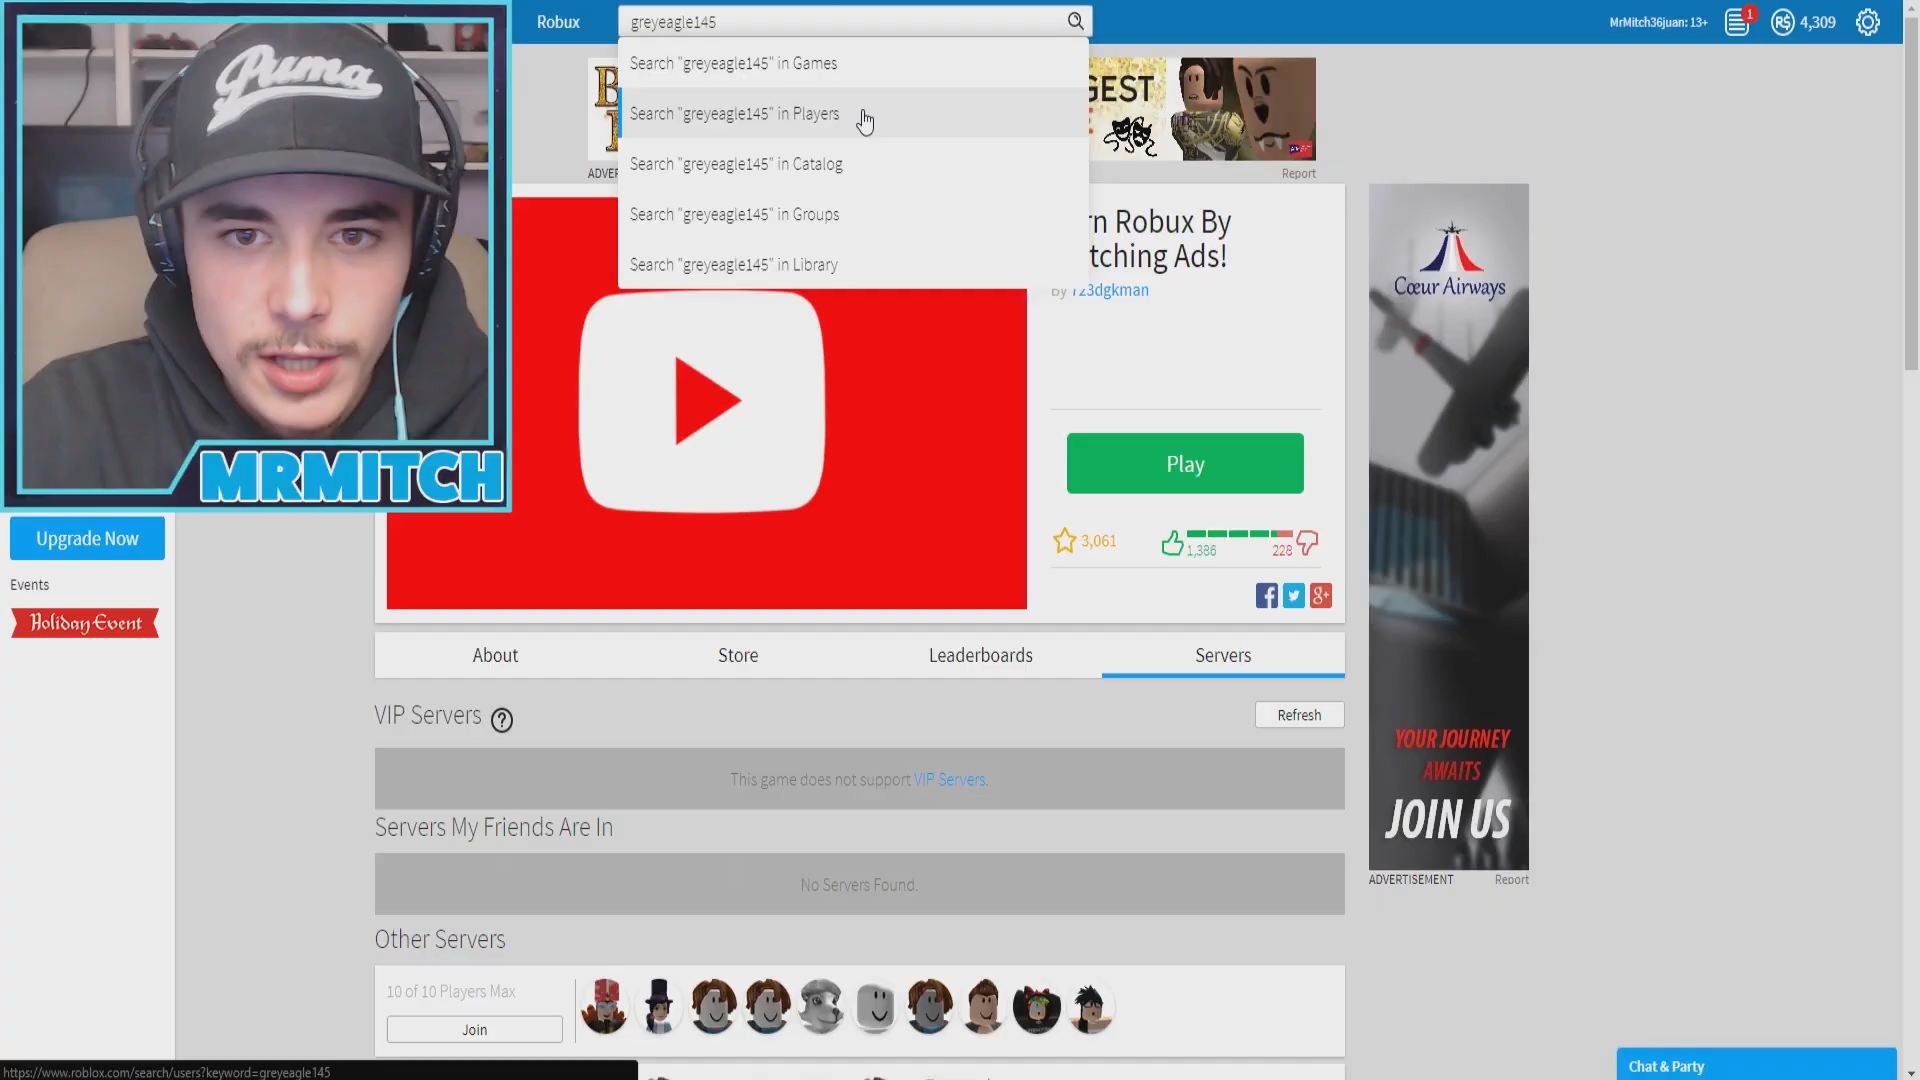 Puma
MRMITCH
Robux
greyeagle145
MrMitch36juan: 13+
1
R$ 4,309
Search "greyeagle145" in Games
Search "greyeagle145" in Players
Search "greyeagle145" in Catalog
Search "greyeagle145" in Groups
Search "greyeagle145" in Library
GEST
ADVER
Report
rn Robux By
tching Ads!
By r23dgkman
Play
3,061
1,386
228
Upgrade Now
Events
Holiday Event
About
Store
Leaderboards
Servers
VIP Servers ?
Refresh
This game does not support VIP Servers.
Servers My Friends Are In
No Servers Found.
Other Servers
10 of 10 Players Max
Join
Cœur Airways
YOUR JOURNEY
AWAITS
JOIN US
ADVERTISEMENT
Report
Chat & Party
https://www.roblox.com/search/users?keyword=greyeagle145